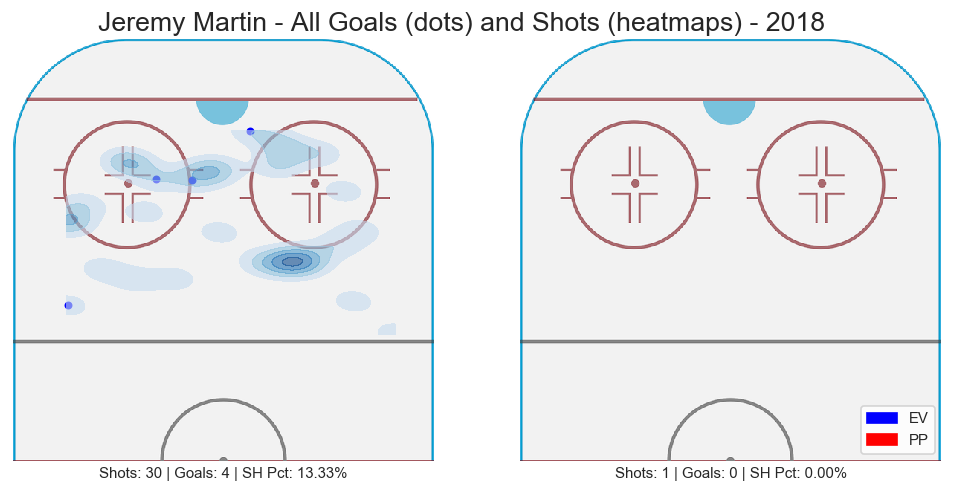 Jeremy Martin - All Goals (dots) and Shots (heatmaps) - 2018
EV
PP
Shots: 30 | Goals: 4 | SH Pct: 13.33%
Shots: 1 | Goals: 0 | SH Pct: 0.00%